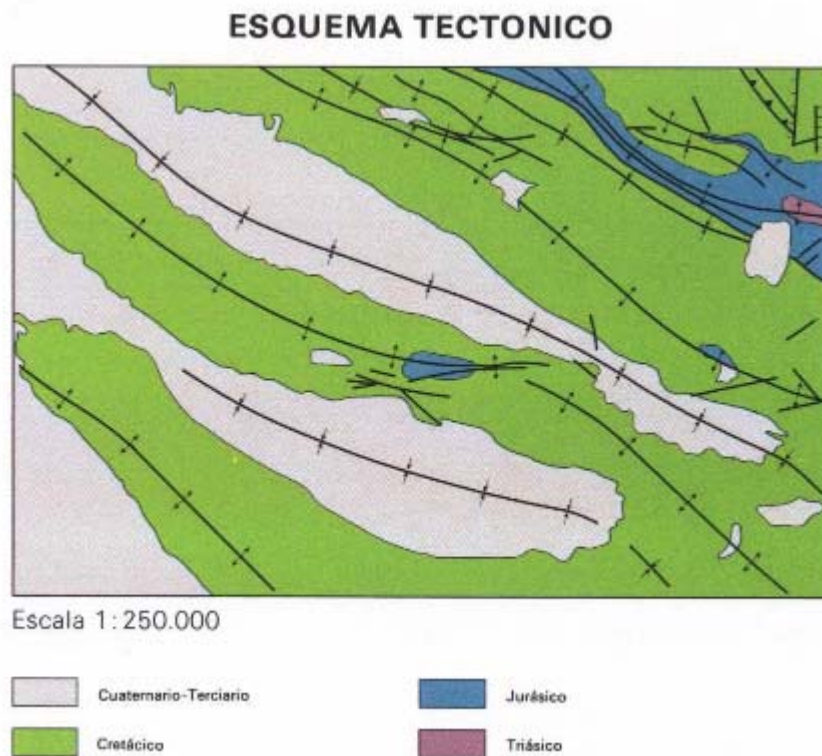 ESQUEMA TECTONICO
Escala 1:250.000
Cuaternario-Terciario
Jurásico
Cretácico
Triásico